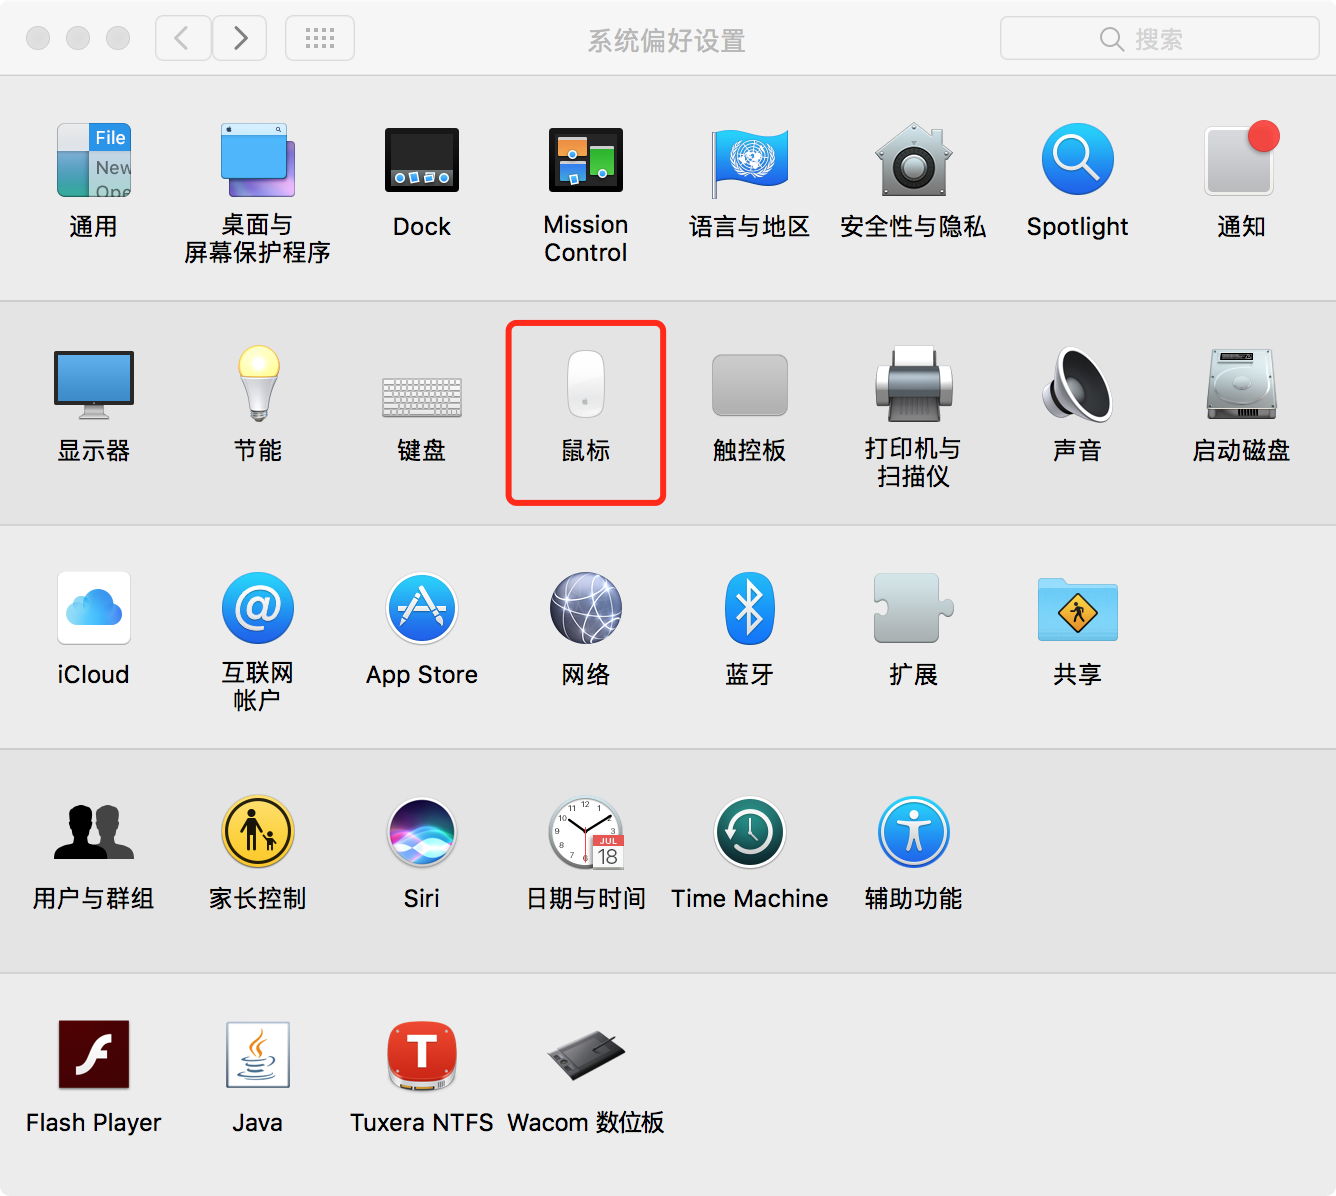 系统偏好设置
搜索
File
New
Ope
通用
桌面与
屏幕保护程序
Dock
Mission
Control
语言与地区
安全性与隐私
Spotlight
通知
显示器
节能
键盘
鼠标
触控板
打印机与
扫描仪
声音
启动磁盘
iCloud
互联网
帐户
App Store
网络
蓝牙
扩展
共享
JUL
18
用户与群组
家长控制
Siri
日期与时间
Time Machine
辅助功能
T
Flash Player
Java
Tuxera NTFS
Wacom 数位板